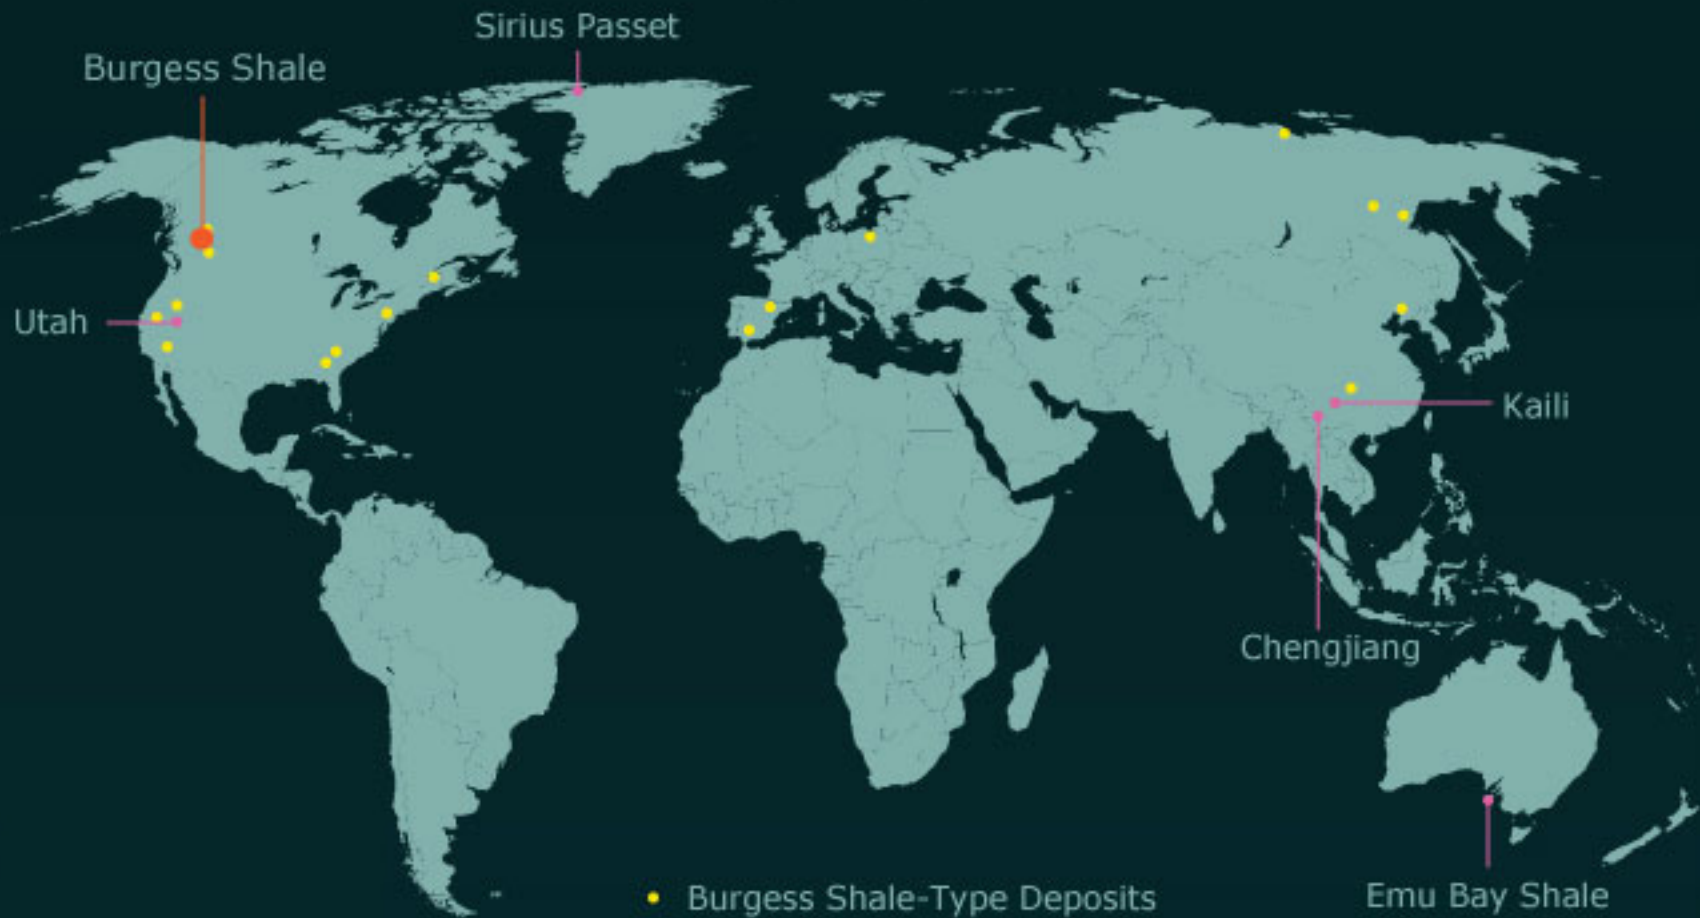 Sirius Passet
Burgess Shale
Utah
Kaili
Chengjiang
Burgess Shale-Type Deposits
Emu Bay Shale